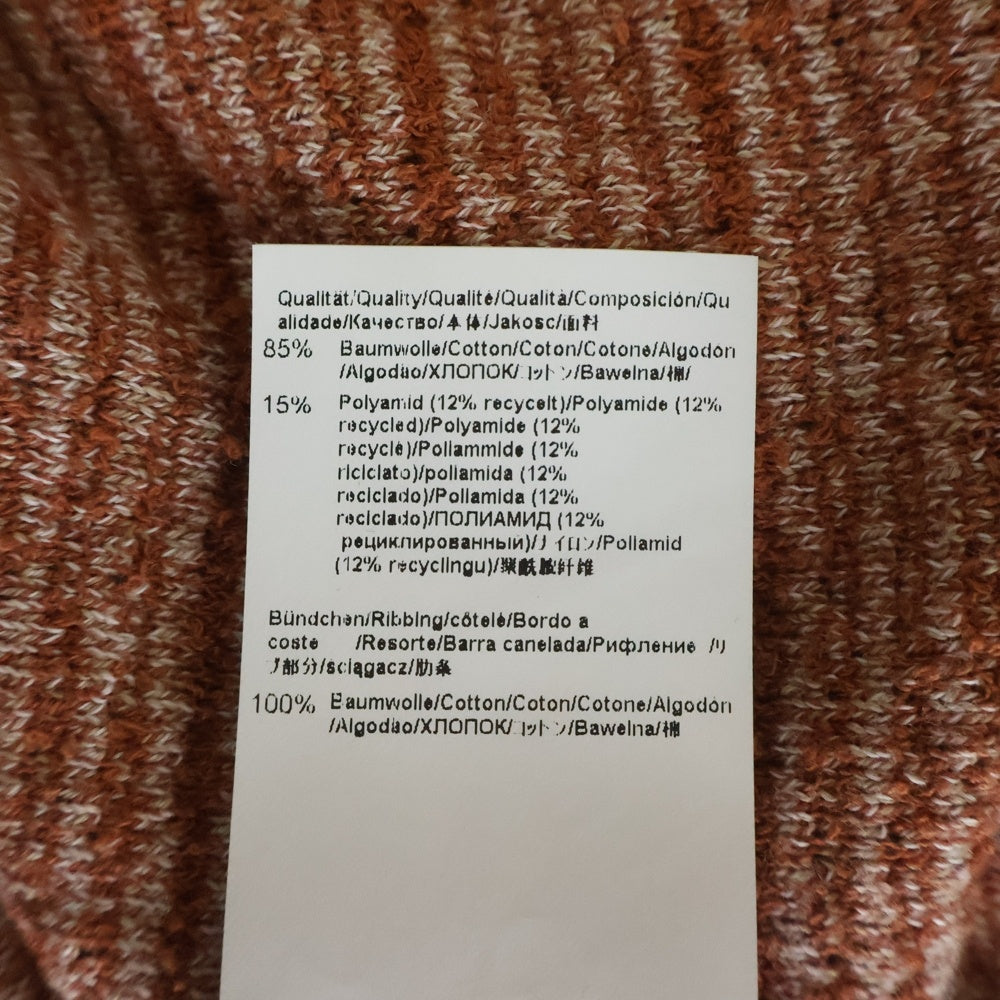 Qualität/Quality/Qualité/Qualità/Composición/Qu
alidade/Качество/本体/Jakosc/面料
85% Baumwolle/Cotton/Coton/Cotone/Algodón
/Algodão/ХЛОПОК/コットン/Bawelna/棉/
15% Polyamid (12% recycelt)/Polyamide (12%
recycled)/Polyamide (12%
recyclé)/Poliammide (12%
riciclato)/poliamida (12%
reciclado)/Poliamida (12%
reciclado)/ПОЛИАМИД (12%
рециклированный)/ナイロン/Poliamid
(12% recyclingu)/聚酰胺纤维
Bündchen/Ribbing/côtelé/Bordo a
coste /Resorte/Barra canelada/Рифление /リ
ブ部分/sciągacz/肋条
100% Baumwolle/Cotton/Coton/Cotone/Algodón
/Algodão/ХЛОПОК/コットン/Bawelna/棉